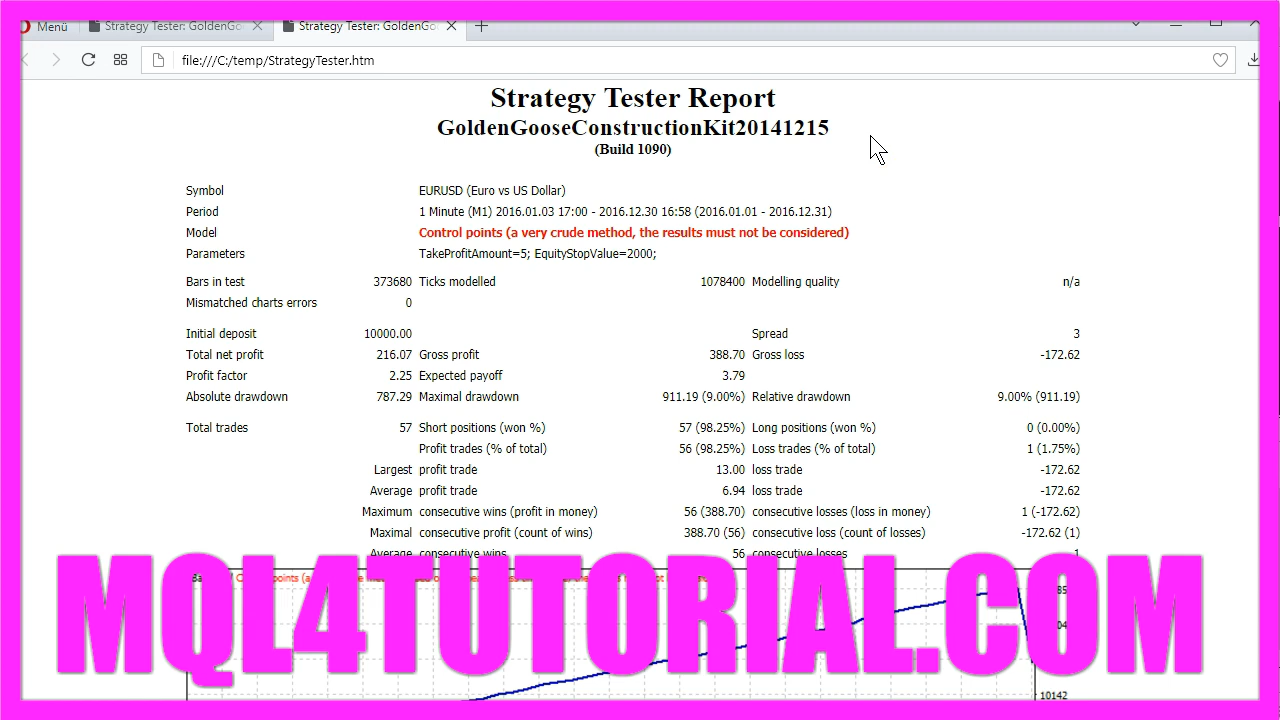 Menü Strategy Tester: GoldenGo Strategy Tester: GoldenGo
file:///C:/temp/StrategyTester.htm
Strategy Tester Report
GoldenGooseConstructionKit20141215
(Build 1090)
Symbol EURUSD (Euro vs US Dollar)
Period 1 Minute (M1) 2016.01.03 17:00 - 2016.12.30 16:58 (2016.01.01 - 2016.12.31)
Model Control points (a very crude method, the results must not be considered)
Parameters TakeProfitAmount=5; EquityStopValue=2000;
Bars in test 373680 Ticks modelled 1078400 Modelling quality n/a
Mismatched charts errors 0
Initial deposit 10000.00 Spread 3
Total net profit 216.07 Gross profit 388.70 Gross loss -172.62
Profit factor 2.25 Expected payoff 3.79
Absolute drawdown 787.29 Maximal drawdown 911.19 (9.00%) Relative drawdown 9.00% (911.19)
Total trades 57 Short positions (won %) 57 (98.25%) Long positions (won %) 0 (0.00%)
Profit trades (% of total) 56 (98.25%) Loss trades (% of total) 1 (1.75%)
Largest profit trade 13.00 loss trade -172.62
Average profit trade 6.94 loss trade -172.62
Maximum consecutive wins (profit in money) 56 (388.70) consecutive losses (loss in money) 1 (-172.62)
Maximal consecutive profit (count of wins) 388.70 (56) consecutive loss (count of losses) -172.62 (1)
Average consecutive wins 56 consecutive losses 1
MQL4TUTORIAL.COM
10142